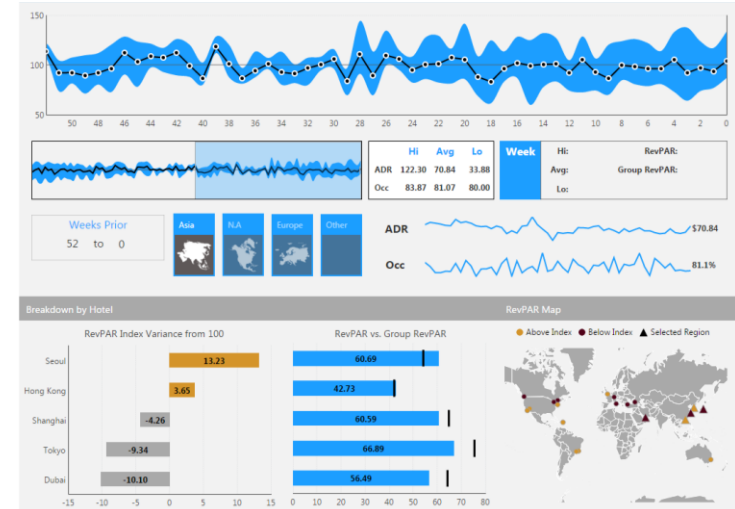 150
100
50
50 48 46 44 42 40 38 36 34 32 30 28 26 24 22 20 18 16 14 12 10 8 6 4 2 0
Hi Avg Lo
ADR 122.30 70.84 33.88
Occ 83.87 81.07 80.00
Week Hi: RevPAR:
Avg: Group RevPAR:
Lo:
Weeks Prior
52 to 0
Asia N.A Europe Other
ADR $70.84
Occ 81.1%
Breakdown by Hotel
RevPAR Map
RevPAR Index Variance from 100
Seoul 13.23
Hong Kong 3.65
Shanghai -4.26
Tokyo -9.34
Dubai -10.10
-15 -10 -5 0 5 10 15
RevPAR vs. Group RevPAR
60.69
42.73
60.59
66.89
56.49
0 10 20 30 40 50 60 70 80
Above Index Below Index Selected Region